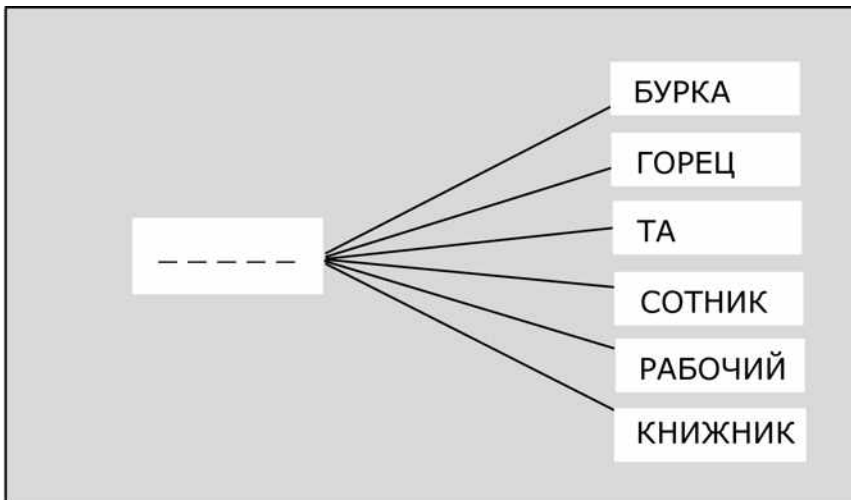 БУРКА
ГОРЕЦ
ТА
_ _ _ _ _
СОТНИК
РАБОЧИЙ
КНИЖНИК